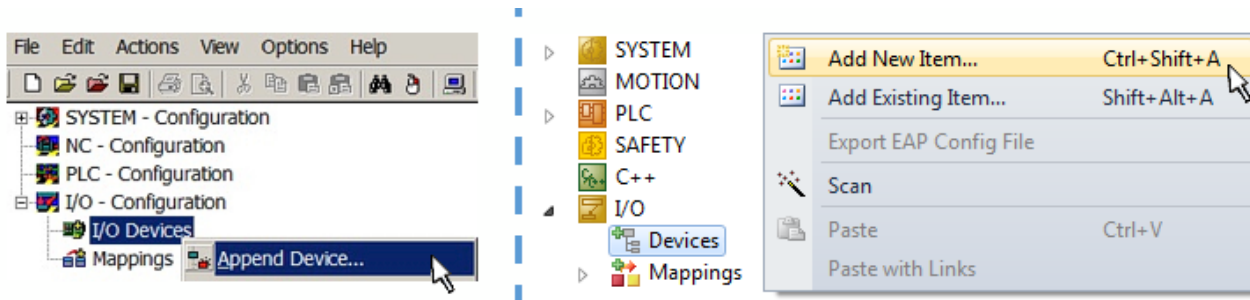 File Edit Actions View Options Help
SYSTEM - Configuration
NC - Configuration
PLC - Configuration
I/O - Configuration
I/O Devices
Mappings
Append Device...
SYSTEM
MOTION
PLC
SAFETY
C++
I/O
Devices
Mappings
Add New Item... Ctrl+Shift+A
Add Existing Item... Shift+Alt+A
Export EAP Config File
Scan
Paste Ctrl+V
Paste with Links